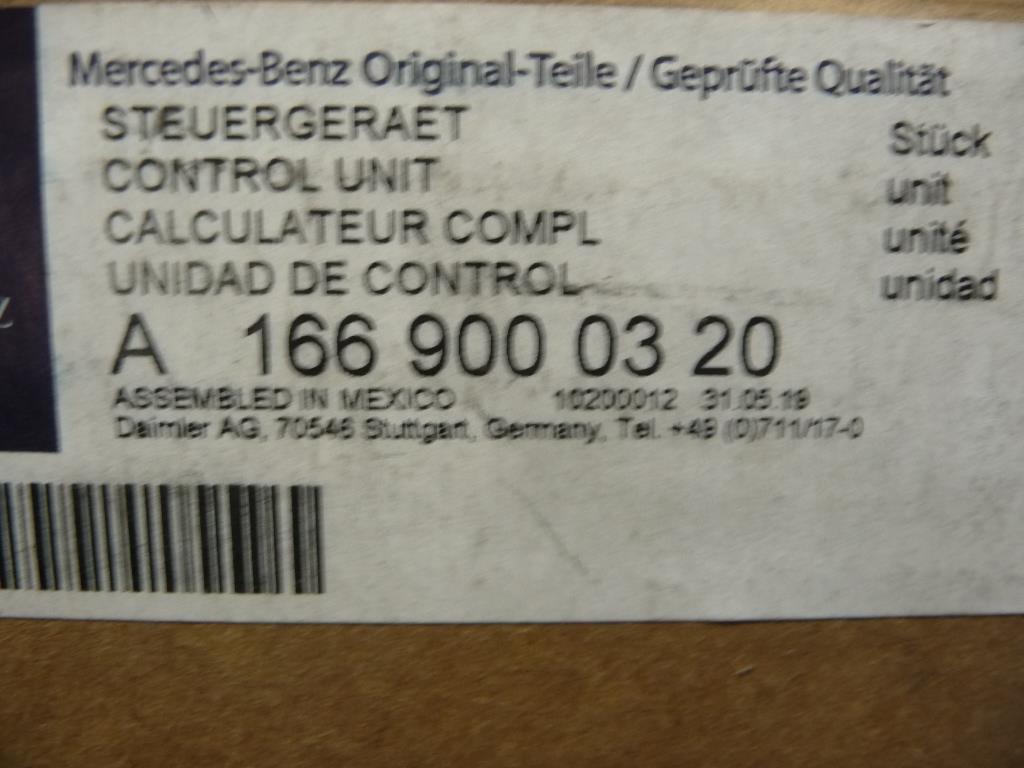 Mercedes-Benz Original-Teile / Geprüfte Qualität
STEUERGERAET Stück
CONTROL UNIT unit
CALCULATEUR COMPL unité
UNIDAD DE CONTROL unidad
A 166 900 03 20
ASSEMBLED IN MEXICO 10200012 31.05.19
Daimler AG, 70546 Stuttgart, Germany, Tel. +49 (0)711/17-0